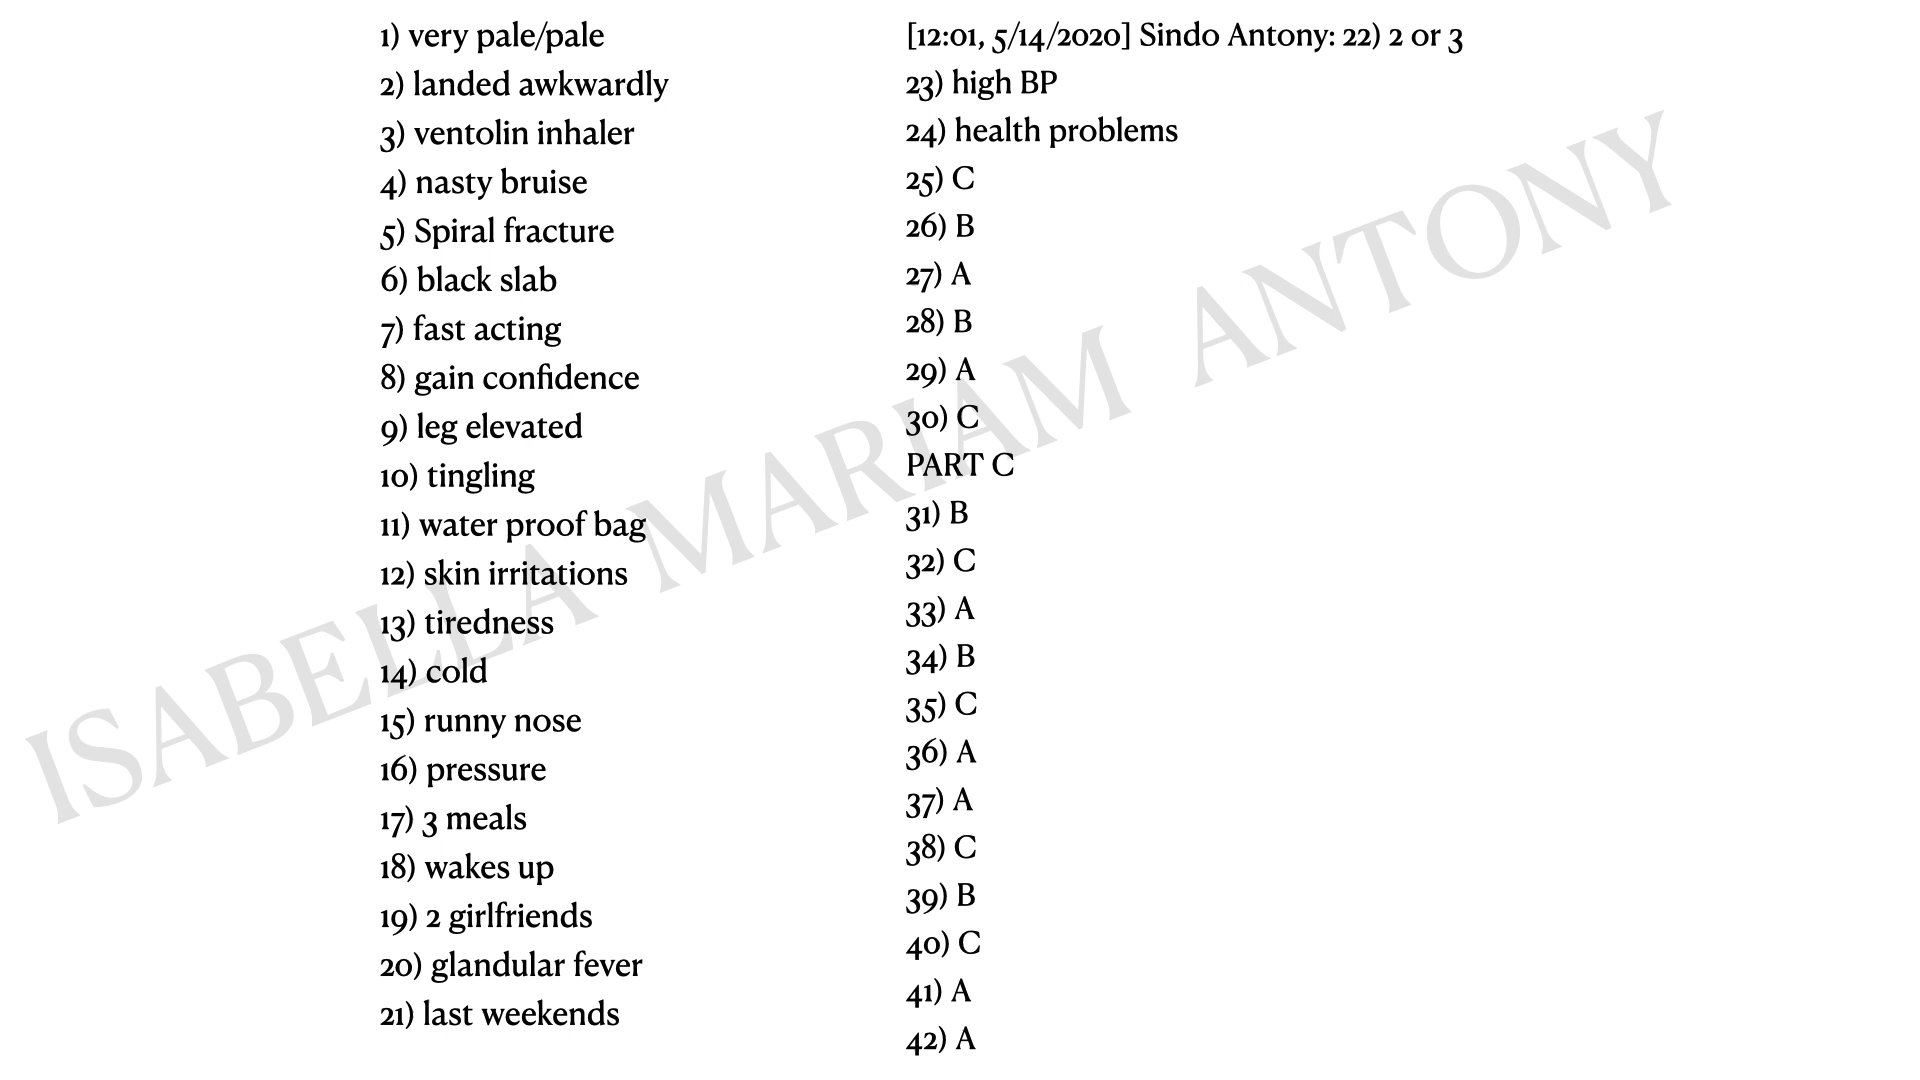 1) very pale/pale
2) landed awkwardly
3) ventolin inhaler
4) nasty bruise
5) Spiral fracture
6) black slab
7) fast acting
8) gain confidence
9) leg elevated
10) tingling
11) water proof bag
12) skin irritations
13) tiredness
14) cold
15) runny nose
16) pressure
17) 3 meals
18) wakes up
19) 2 girlfriends
20) glandular fever
21) last weekends
[12:01, 5/14/2020] Sindo Antony: 22) 2 or 3
23) high BP
24) health problems
25) C
26) B
27) A
28) B
29) A
30) C
PART C
31) B
32) C
33) A
34) B
35) C
36) A
37) A
38) C
39) B
40) C
41) A
42) A
ISABELLA MARIAM ANTONY